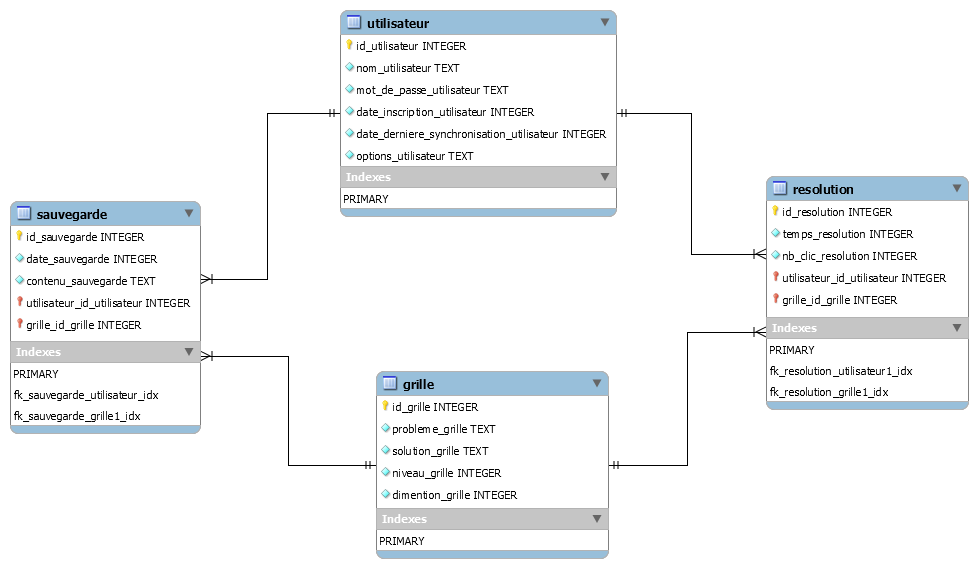 utilisateur
id_utilisateur INTEGER
nom_utilisateur TEXT
mot_de_passe_utilisateur TEXT
date_inscription_utilisateur INTEGER
date_derniere_synchronisation_utilisateur INTEGER
options_utilisateur TEXT
Indexes
PRIMARY
sauvegarde
id_sauvegarde INTEGER
date_sauvegarde INTEGER
contenu_sauvegarde TEXT
utilisateur_id_utilisateur INTEGER
grille_id_grille INTEGER
Indexes
PRIMARY
fk_sauvegarde_utilisateur_idx
fk_sauvegarde_grille1_idx
resolution
id_resolution INTEGER
temps_resolution INTEGER
nb_clic_resolution INTEGER
utilisateur_id_utilisateur INTEGER
grille_id_grille INTEGER
Indexes
PRIMARY
fk_resolution_utilisateur1_idx
fk_resolution_grille1_idx
grille
id_grille INTEGER
probleme_grille TEXT
solution_grille TEXT
niveau_grille INTEGER
dimention_grille INTEGER
Indexes
PRIMARY